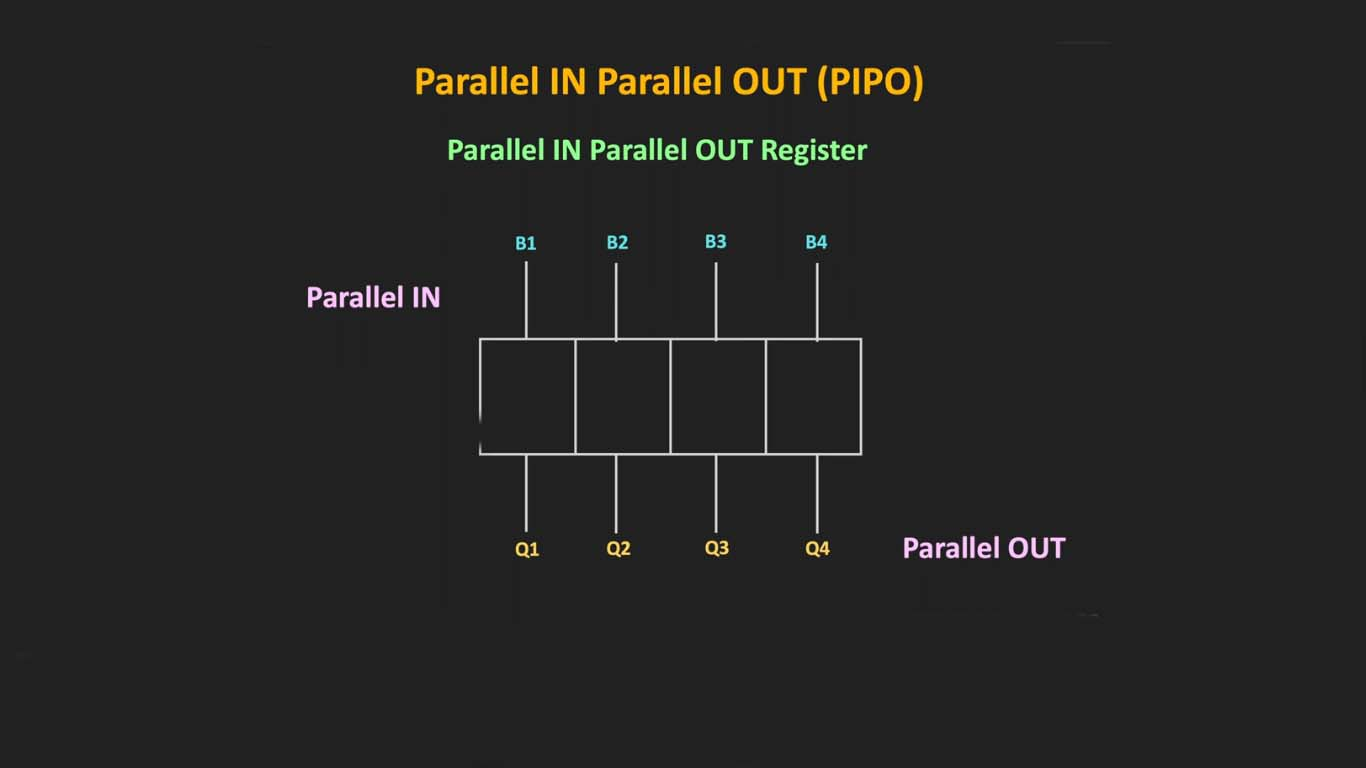 Parallel IN Parallel OUT (PIPO)
Parallel IN Parallel OUT Register
B1 B2 B3 B4
Parallel IN
Q1 Q2 Q3 Q4
Parallel OUT